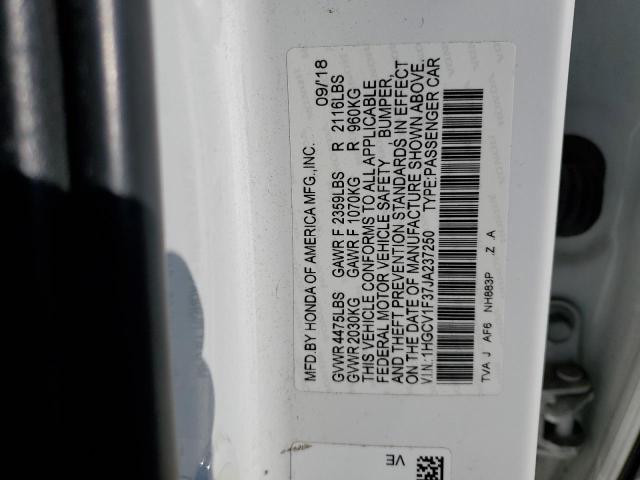 MFD.BY HONDA OF AMERICA MFG.,INC. 09/18
GVWR 4475LBS GAWR F 2359LBS R 2116LBS
GVWR 2030KG GAWR F 1070KG R 960KG
THIS VEHICLE CONFORMS TO ALL APPLICABLE
FEDERAL MOTOR VEHICLE SAFETY BUMPER,
AND THEFT PREVENTION STANDARDS IN EFFECT
ON THE DATE OF MANUFACTURE SHOWN ABOVE.
V.I.N.:1HGCV1F37JA237250 TYPE:PASSENGER CAR
TVA J AF6 NH883P .Z .A
VE